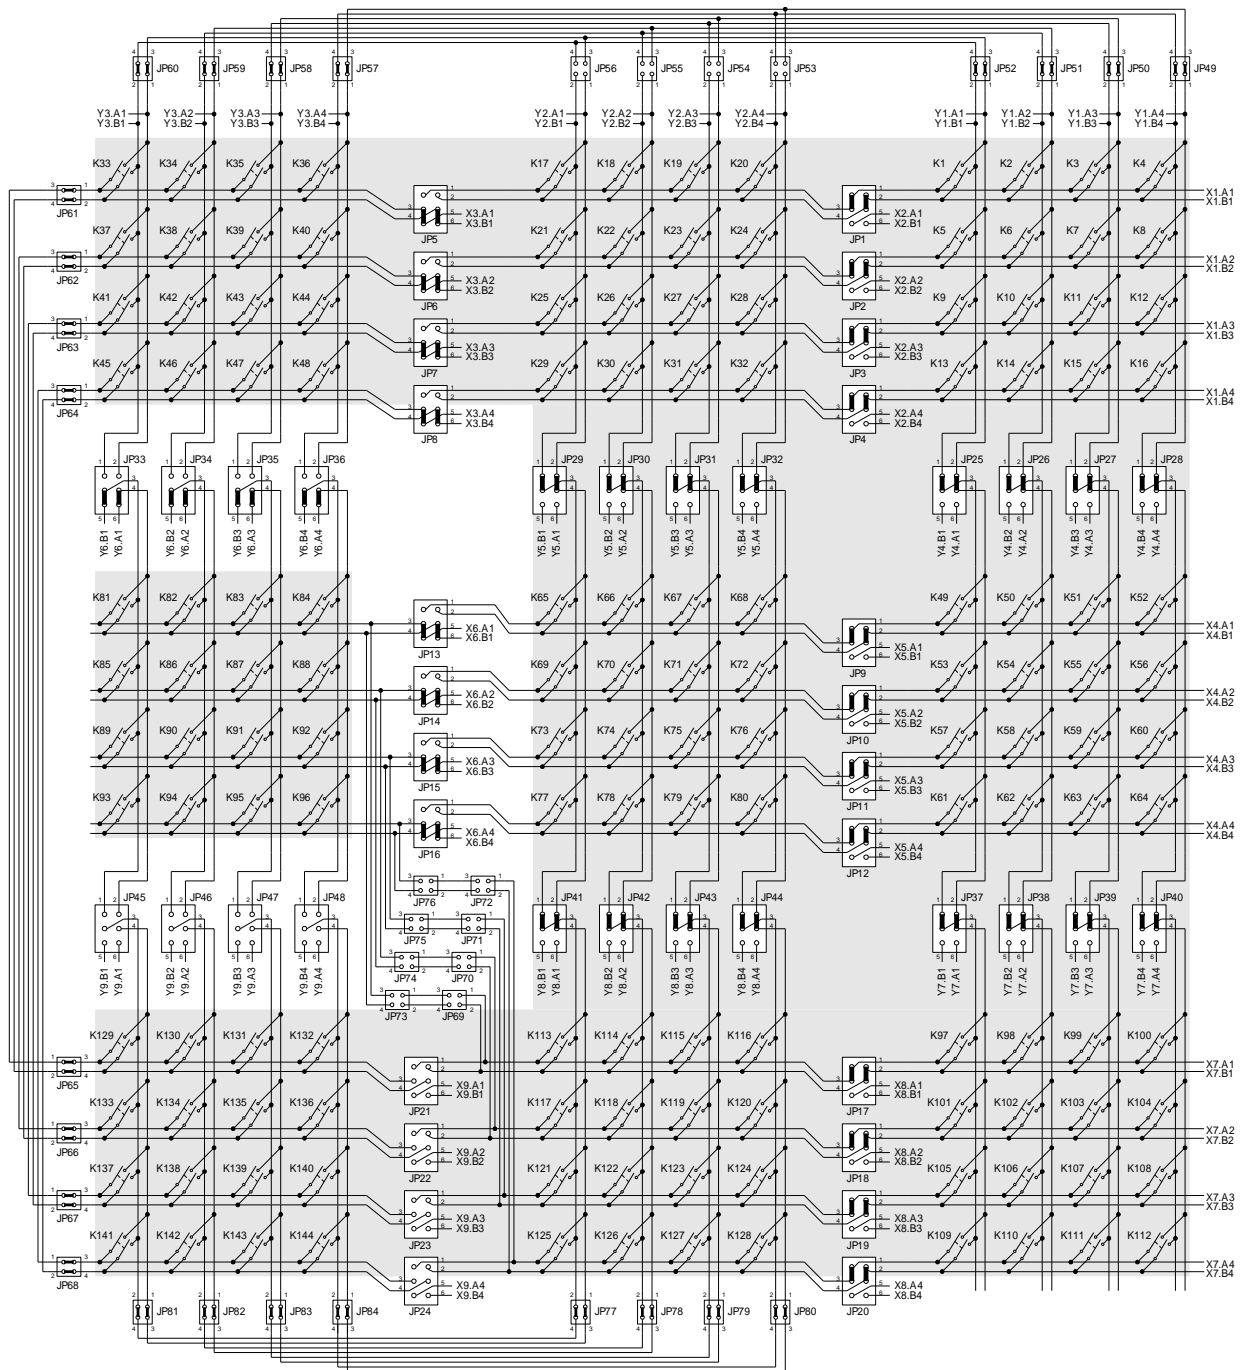 JP60 JP59 JP58 JP57 JP56 JP55 JP54 JP53 JP52 JP51 JP50 JP49
Y3.A1 Y3.A2 Y3.A3 Y3.A4 Y2.A1 Y2.A2 Y2.A3 Y2.A4 Y1.A1 Y1.A2 Y1.A3 Y1.A4
Y3.B1 Y3.B2 Y3.B3 Y3.B4 Y2.B1 Y2.B2 Y2.B3 Y2.B4 Y1.B1 Y1.B2 Y1.B3 Y1.B4
K33 K34 K35 K36 K17 K18 K19 K20 K1 K2 K3 K4
X1.A1
X1.B1
JP61 X3.A1 X2.A1
X3.B1 X2.B1
K37 K38 K39 K40 JP5 K21 K22 K23 K24 JP1 K5 K6 K7 K8
X1.A2
X1.B2
JP62 X3.A2 X2.A2
X3.B2 X2.B2
K41 K42 K43 K44 JP6 K25 K26 K27 K28 JP2 K9 K10 K11 K12
X1.A3
X1.B3
JP63 X3.A3 X2.A3
X3.B3 X2.B3
K45 K46 K47 K48 JP7 K29 K30 K31 K32 JP3 K13 K14 K15 K16
X1.A4
X1.B4
JP64 X3.A4 X2.A4
X3.B4 X2.B4
JP8 JP4
JP33 JP34 JP35 JP36 JP29 JP30 JP31 JP32 JP25 JP26 JP27 JP28
Y6.B1 Y6.A1 Y6.B2 Y6.A2 Y6.B3 Y6.A3 Y6.B4 Y6.A4 Y5.B1 Y5.A1 Y5.B2 Y5.A2 Y5.B3 Y5.A3 Y5.B4 Y5.A4 Y4.B1 Y4.A1 Y4.B2 Y4.A2 Y4.B3 Y4.A3 Y4.B4 Y4.A4
K81 K82 K83 K84 K65 K66 K67 K68 K49 K50 K51 K52
X6.A1 X4.A1
X6.B1 X4.B1
JP13 X5.A1
X5.B1
K85 K86 K87 K88 K69 K70 K71 K72 JP9 K53 K54 K55 K56
X6.A2 X4.A2
X6.B2 X4.B2
JP14 X5.A2
X5.B2
K89 K90 K91 K92 K73 K74 K75 K76 JP10 K57 K58 K59 K60
X6.A3 X4.A3
X6.B3 X4.B3
JP15 X5.A3
X5.B3
K93 K94 K95 K96 K77 K78 K79 K80 JP11 K61 K62 K63 K64
X6.A4 X4.A4
X6.B4 X4.B4
JP16 X5.A4
X5.B4
JP12
JP45 JP46 JP47 JP48 JP76 JP72 JP41 JP42 JP43 JP44 JP37 JP38 JP39 JP40
JP75 JP71
Y9.B1 Y9.A1 Y9.B2 Y9.A2 Y9.B3 Y9.A3 Y9.B4 Y9.A4 JP74 JP70 Y8.B1 Y8.A1 Y8.B2 Y8.A2 Y8.B3 Y8.A3 Y8.B4 Y8.A4 Y7.B1 Y7.A1 Y7.B2 Y7.A2 Y7.B3 Y7.A3 Y7.B4 Y7.A4
JP73 JP69
K129 K130 K131 K132 K113 K114 K115 K116 K97 K98 K99 K100
X7.A1
X7.B1
JP65 X9.A1 X8.A1
X9.B1 X8.B1
K133 K134 K135 K136 JP21 K117 K118 K119 K120 JP17 K101 K102 K103 K104
X7.A2
X7.B2
JP66 X9.A2 X8.A2
X9.B2 X8.B2
K137 K138 K139 K140 JP22 K121 K122 K123 K124 JP18 K105 K106 K107 K108
X7.A3
X7.B3
JP67 X9.A3 X8.A3
X9.B3 X8.B3
K141 K142 K143 K144 JP23 K125 K126 K127 K128 JP19 K109 K110 K111 K112
X7.A4
X7.B4
JP68 X9.A4 X8.A4
X9.B4 X8.B4
JP24 JP20
JP81 JP82 JP83 JP84 JP77 JP78 JP79 JP80